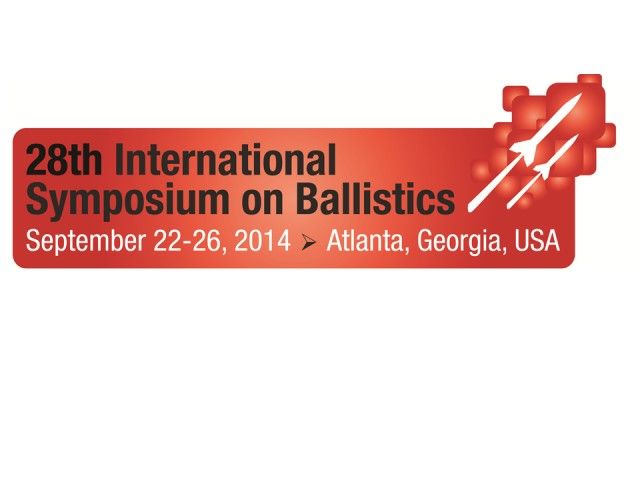 28th International
Symposium on Ballistics
September 22-26, 2014 ➢ Atlanta, Georgia, USA